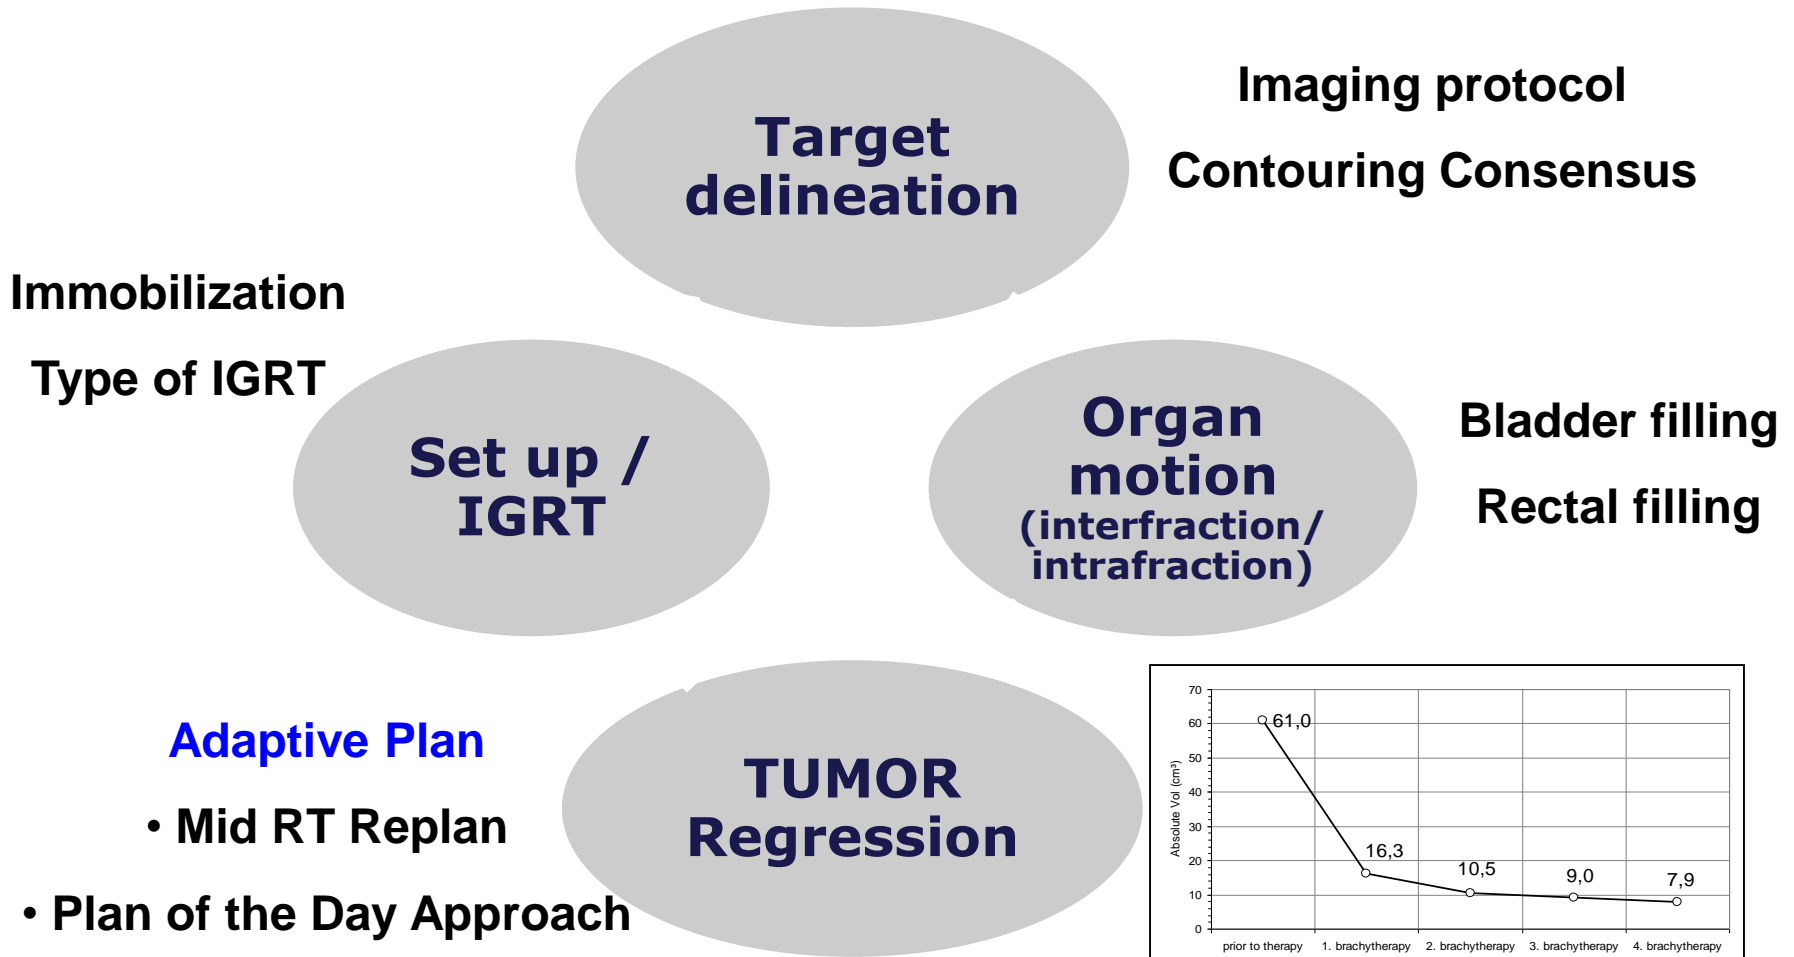 Target
delineation
Imaging protocol
Contouring Consensus
Immobilization
Type of IGRT
Set up /
IGRT
Organ
motion
(interfraction/
intrafraction)
Bladder filling
Rectal filling
Adaptive Plan
• Mid RT Replan
• Plan of the Day Approach
TUMOR
Regression
Absolute Vol (cm³)
70
60
50
40
30
20
10
0
61,0
16,3
10,5
9,0
7,9
prior to therapy
1. brachytherapy
2. brachytherapy
3. brachytherapy
4. brachytherapy